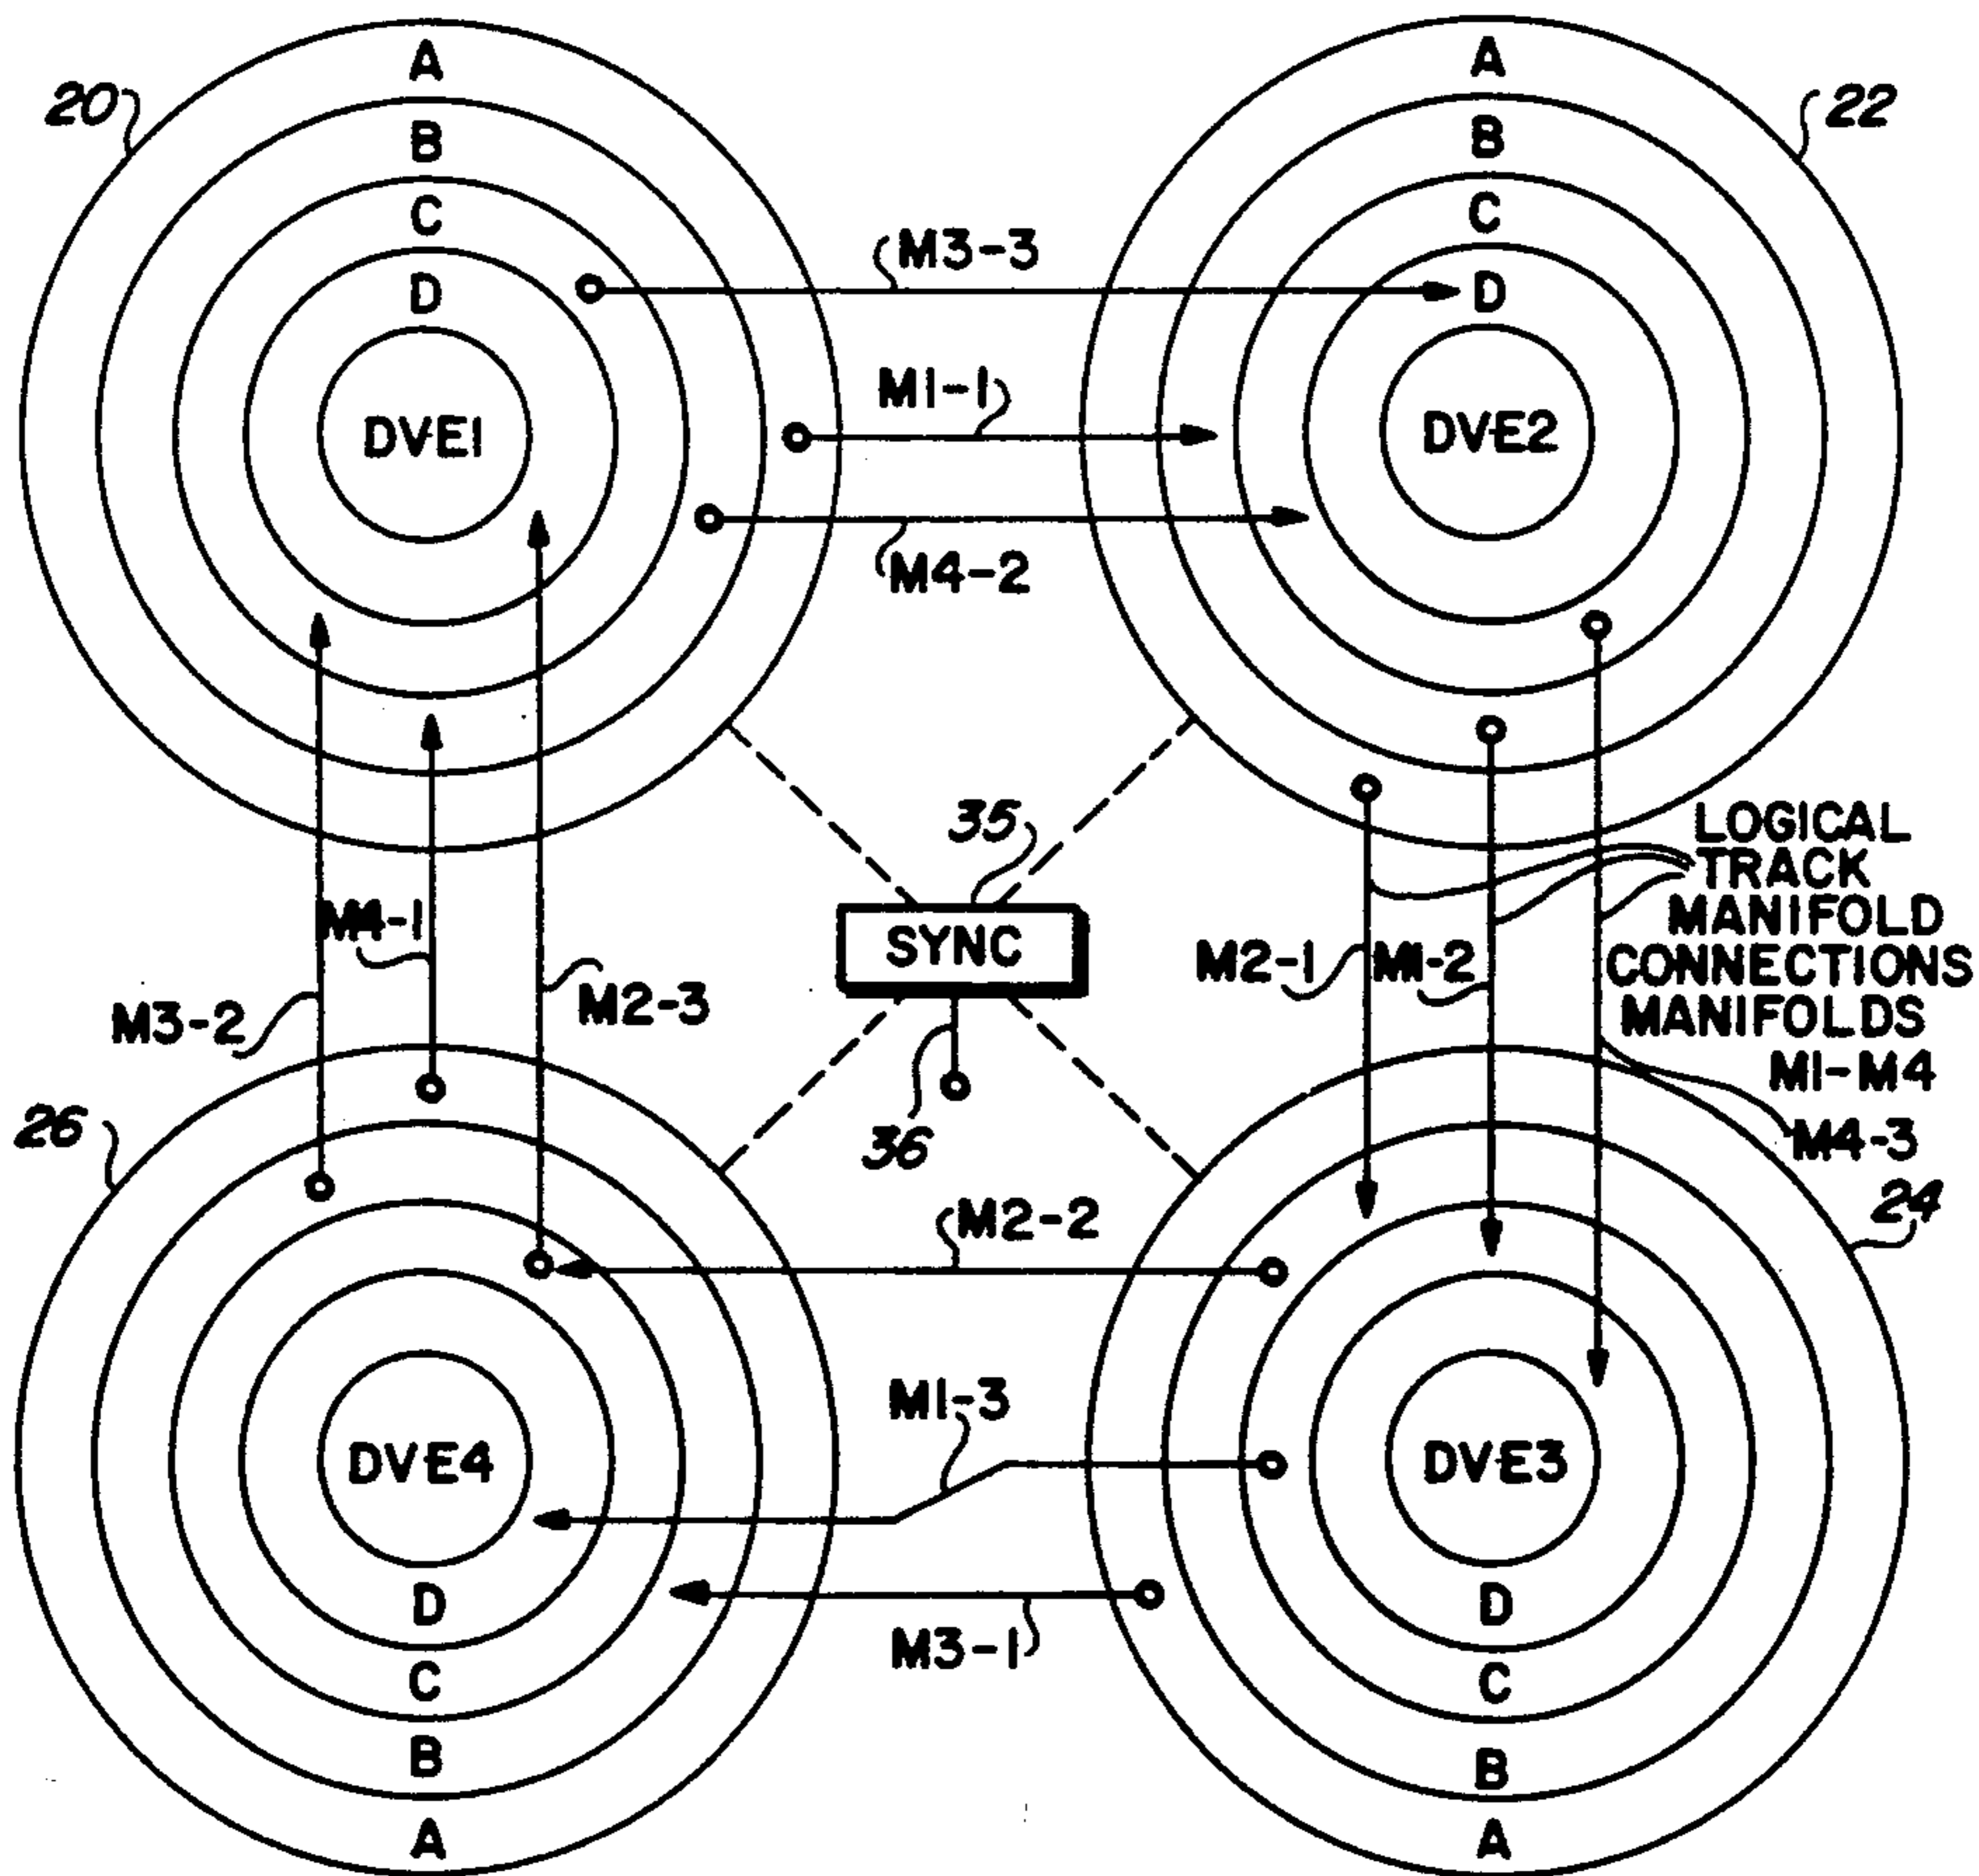 A
A
20
22
B
B
C
C
M3-3
D
D
M1-1
DVE1
DVE2
M4-2
35
LOGICAL
TRACK
MANIFOLD
CONNECTIONS
MANIFOLDS
M1-M4
M4-1
SYNC
M2-1
M1-2
M3-2
M2-3
26
36
M4-3
24
M2-2
M1-3
DVE4
DVE3
D
D
M3-1
C
C
B
B
A
A